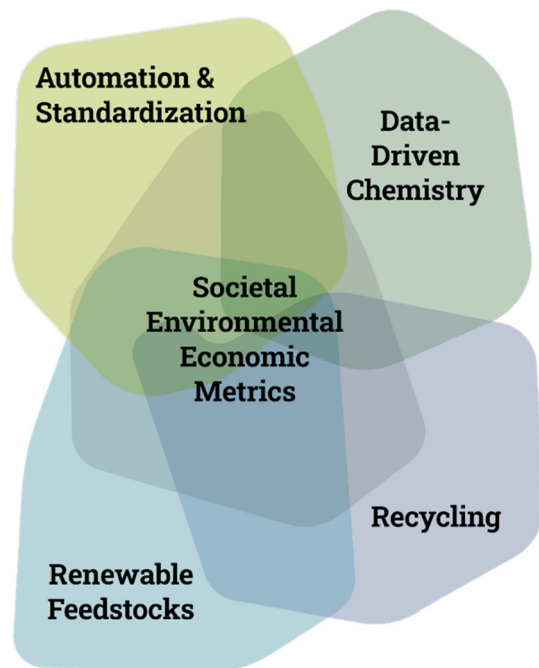 Automation &
Standardization
Data-
Driven
Chemistry
Societal
Environmental
Economic
Metrics
Recycling
Renewable
Feedstocks